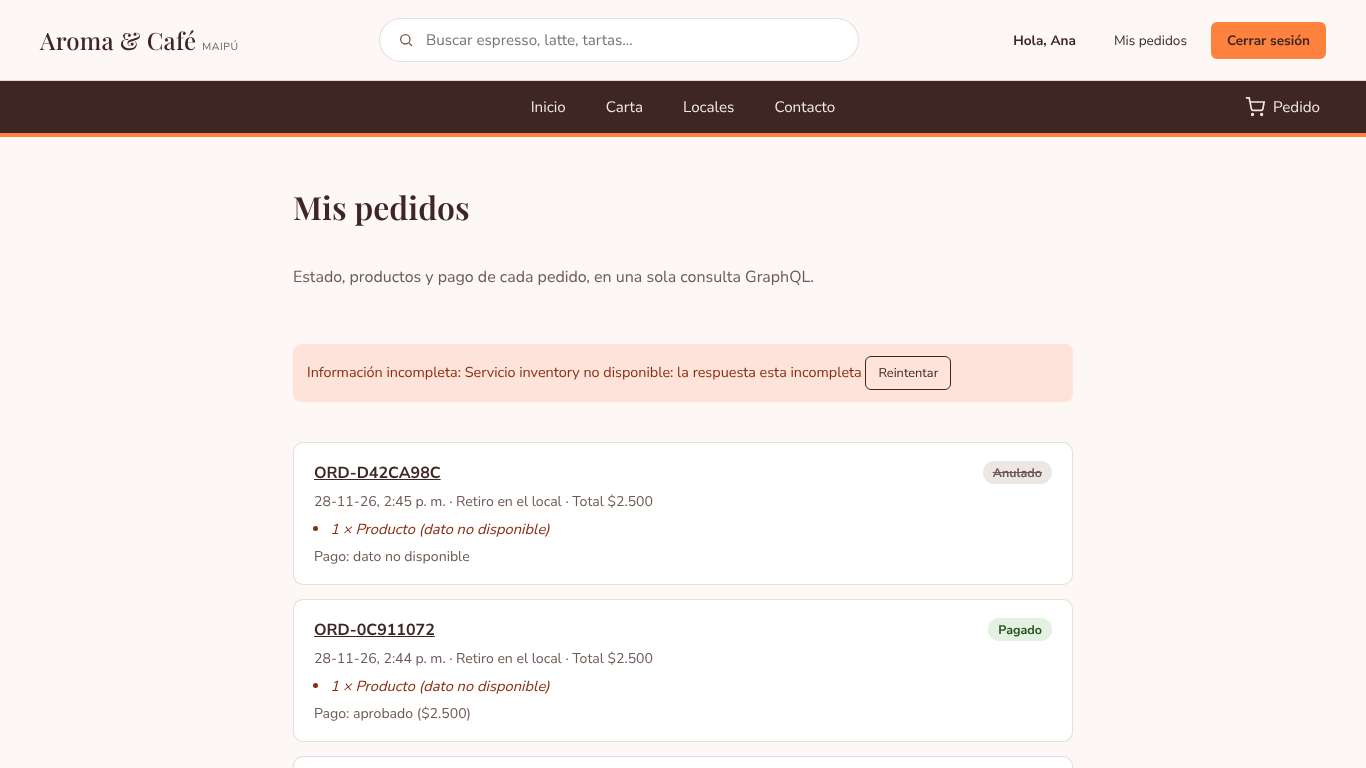 Aroma & Café MAIPÚ
Buscar espresso, latte, tartas...
Hola, Ana
Mis pedidos
Cerrar sesión
Inicio
Carta
Locales
Contacto
Pedido
Mis pedidos
Estado, productos y pago de cada pedido, en una sola consulta GraphQL.
Información incompleta: Servicio inventory no disponible: la respuesta esta incompleta
Reintentar
ORD-D42CA98C
Anulado
28-11-26, 2:45 p. m. · Retiro en el local · Total $2.500
• 1 × Producto (dato no disponible)
Pago: dato no disponible
ORD-0C911072
Pagado
28-11-26, 2:44 p. m. · Retiro en el local · Total $2.500
• 1 × Producto (dato no disponible)
Pago: aprobado ($2.500)